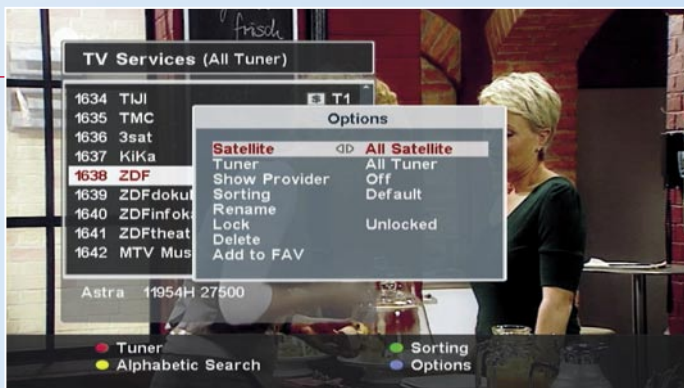 frisch
TV Services (All Tuner)
1634 TIJI $ T1
1635 TMC
1636 3sat
1637 KiKa
1638 ZDF
1639 ZDFdoku
1640 ZDFinfok
1641 ZDFtheat
1642 MTV Mus
Options
Satellite All Satellite
Tuner All Tuner
Show Provider Off
Sorting Default
Rename
Lock Unlocked
Delete
Add to FAV
Astra 11954H 27500
Tuner Sorting
Alphabetic Search Options